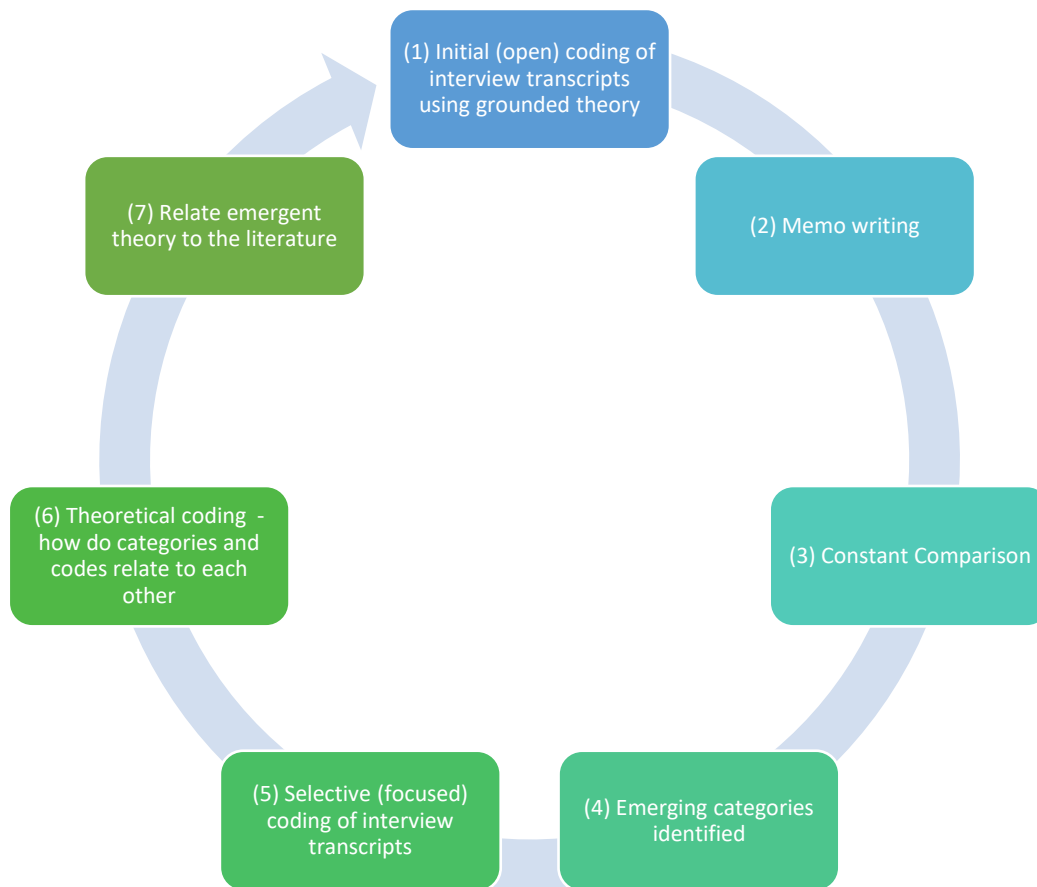 (1) Initial (open) coding of
interview transcripts
using grounded theory
(2) Memo writing
(3) Constant Comparison
(4) Emerging categories
identified
(5) Selective (focused)
coding of interview
transcripts
(6) Theoretical coding -
how do categories and
codes relate to each
other
(7) Relate emergent
theory to the literature